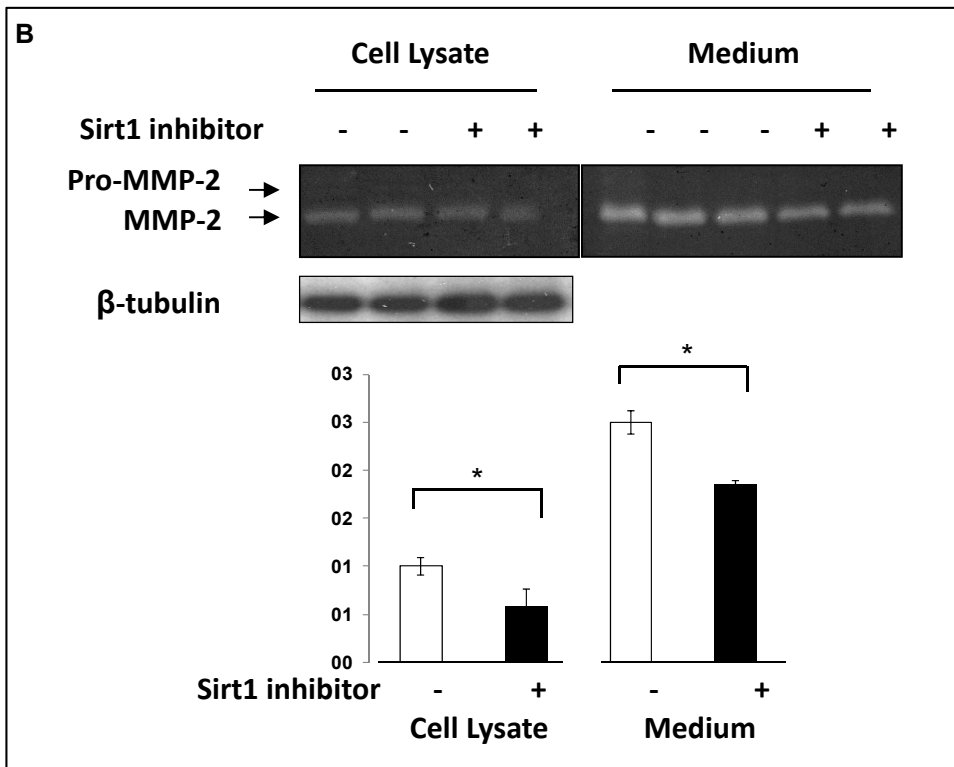 B
Cell Lysate Medium
Sirt1 inhibitor - - + + - - - + +
Pro-MMP-2
MMP-2
β-tubulin
*
*
03
03
02
02
01
01
00
Sirt1 inhibitor - + - +
Cell Lysate Medium